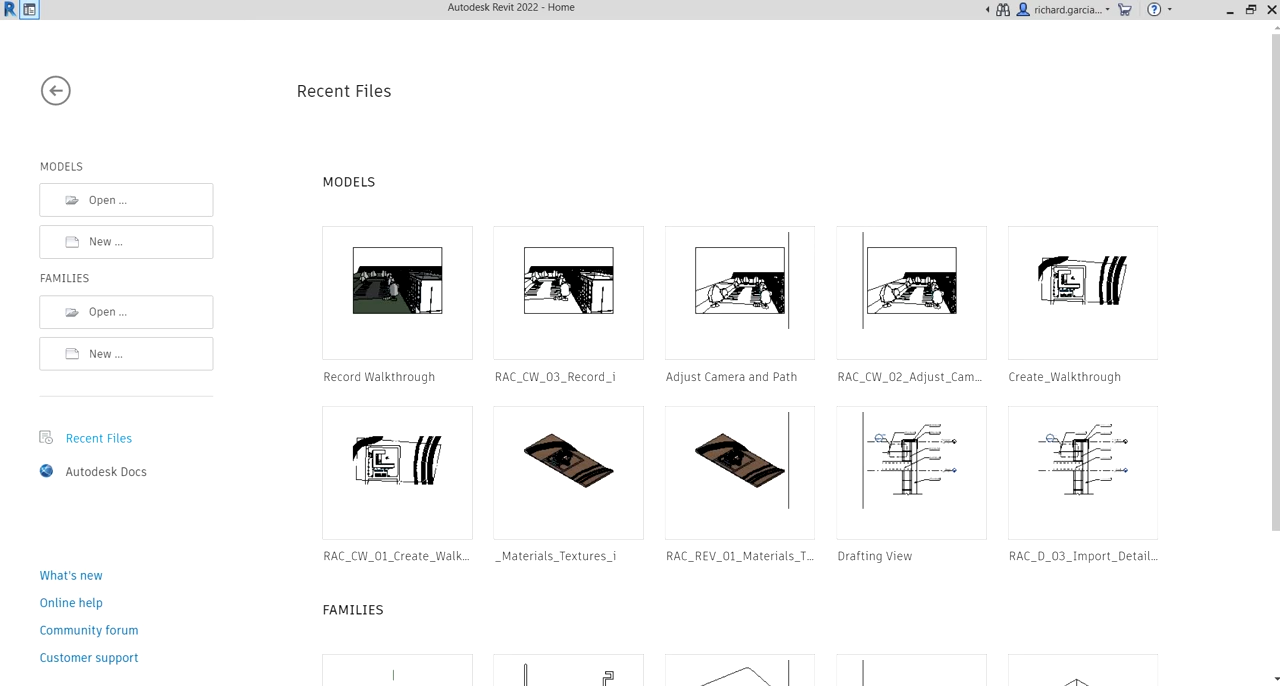 Autodesk Revit 2022 - Home
richard.garcia...
Recent Files
MODELS
Open ...
New ...
FAMILIES
Open ...
New ...
Recent Files
Autodesk Docs
What's new
Online help
Community forum
Customer support
MODELS
Record Walkthrough
RAC_CW_03_Record_i
Adjust Camera and Path
RAC_CW_02_Adjust_Cam...
Create_Walkthrough
RAC_CW_01_Create_Walk...
_Materials_Textures_i
RAC_REV_01_Materials_T...
Drafting View
RAC_D_03_Import_Detail...
FAMILIES